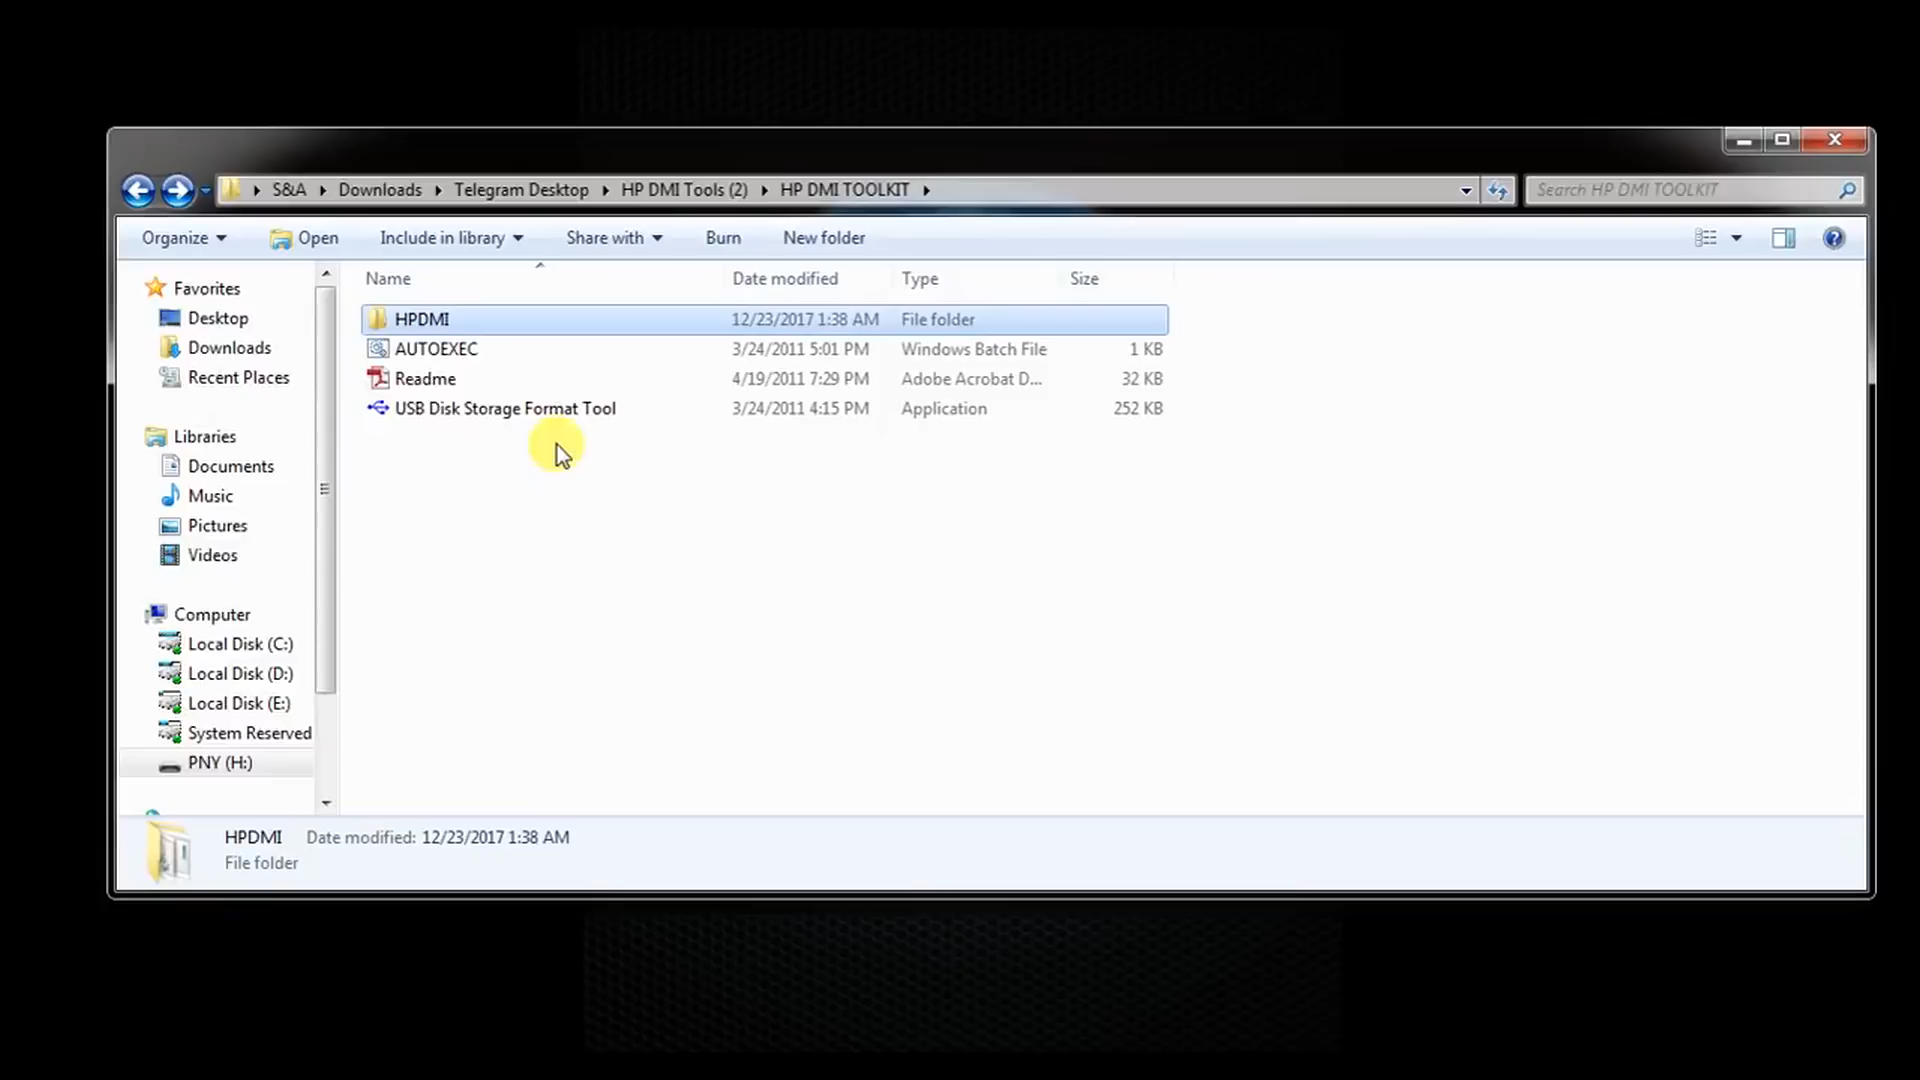 S&A Downloads Telegram Desktop HP DMI Tools (2) HP DMI TOOLKIT Search HP DMI TOOLKIT
Organize Open Include in library Share with Burn New folder
Name Date modified Type Size
HPDMI 12/23/2017 1:38 AM File folder
AUTOEXEC 3/24/2011 5:01 PM Windows Batch File 1 KB
Readme 4/19/2011 7:29 PM Adobe Acrobat D... 32 KB
USB Disk Storage Format Tool 3/24/2011 4:15 PM Application 252 KB
Favorites
Desktop
Downloads
Recent Places
Libraries
Documents
Music
Pictures
Videos
Computer
Local Disk (C:)
Local Disk (D:)
Local Disk (E:)
System Reserved
PNY (H:)
HPDMI Date modified: 12/23/2017 1:38 AM
File folder